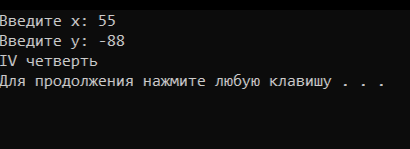 Введите x: 55
Введите y: -88
IV четверть
Для продолжения нажмите любую клавишу . . .